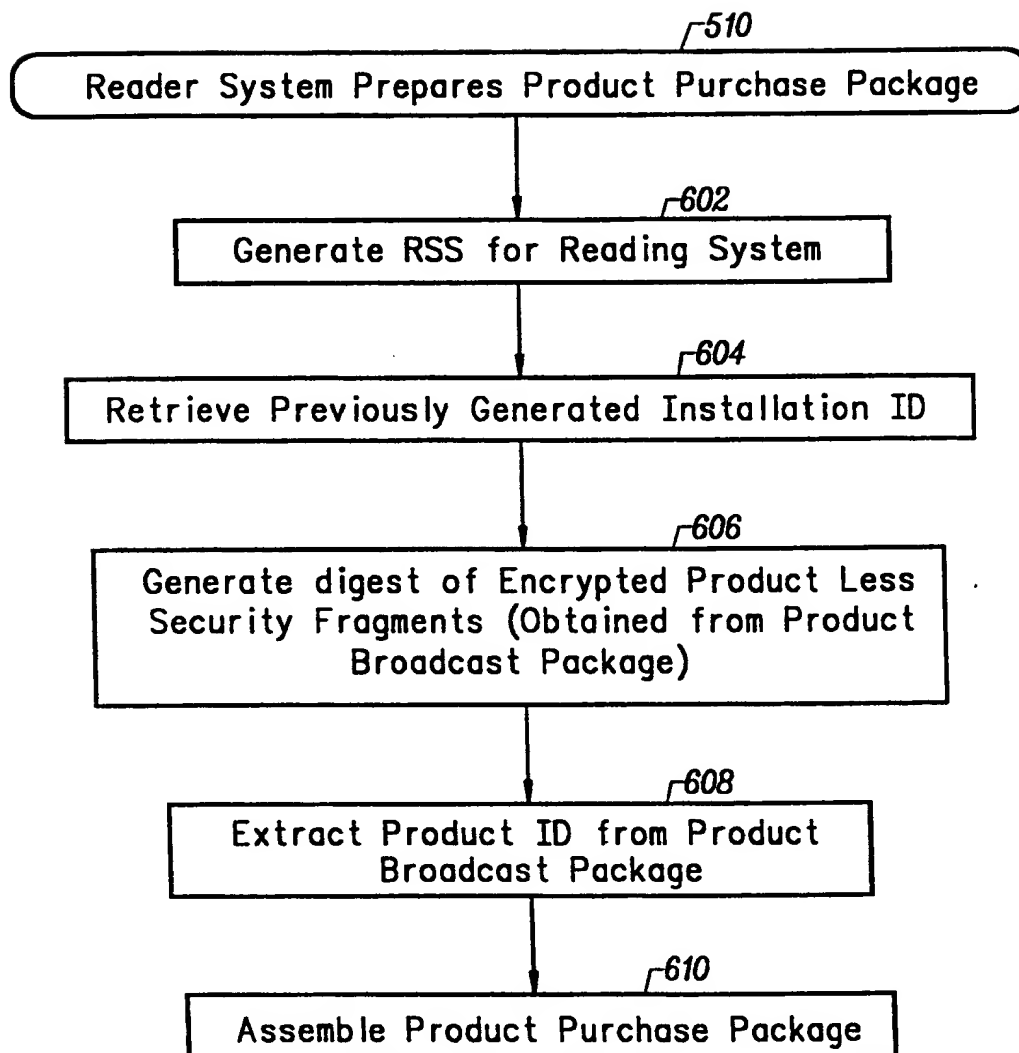 510
Reader System Prepares Product Purchase Package
602
Generate RSS for Reading System
604
Retrieve Previously Generated Installation ID
606
Generate digest of Encrypted Product Less
Security Fragments (Obtained from Product
Broadcast Package)
608
Extract Product ID from Product
Broadcast Package
610
Assemble Product Purchase Package